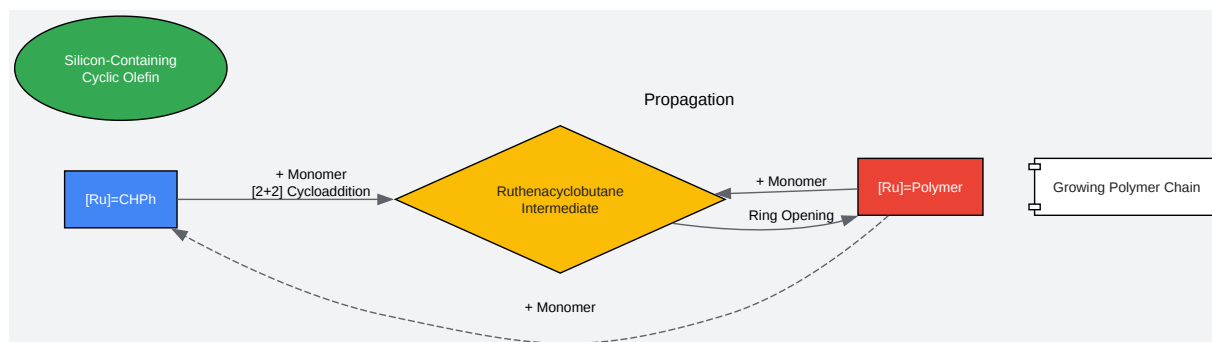 Silicon-Containing
Cyclic Olefin
Propagation
[Ru]=CHPh
+ Monomer
[2+2] Cycloaddition
Ruthenacyclobutane
Intermediate
+ Monomer
Ring Opening
[Ru]=Polymer
Growing Polymer Chain
+ Monomer